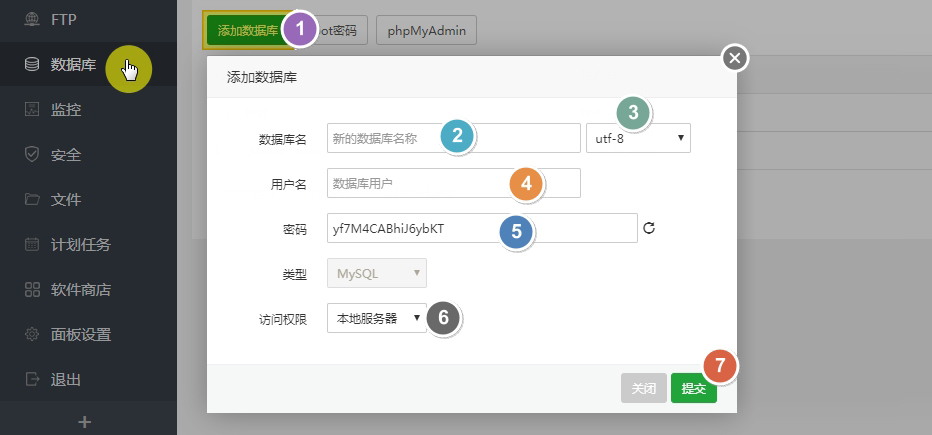 FTP
数据库
监控
安全
文件
计划任务
软件商店
面板设置
退出
+
添加数据库 1 ot密码 phpMyAdmin
添加数据库
数据库名 新的数据库名称 2 utf-8 3
用户名 数据库用户 4
密码 yf7M4CABhiJ6ybKT 5
类型 MySQL
访问权限 本地服务器 6
关闭 提交 7